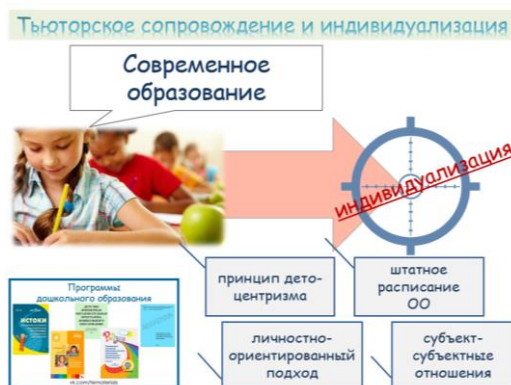 Тьюторское сопровождение и индивидуализация
Современное
образование
индивидуализация
принцип дето-
центризма
штатное
расписание
ОО
Программы
дошкольного образования
ИСТОКИ
личностно-
ориентированный
подход
субъект-
субъектные
отношения